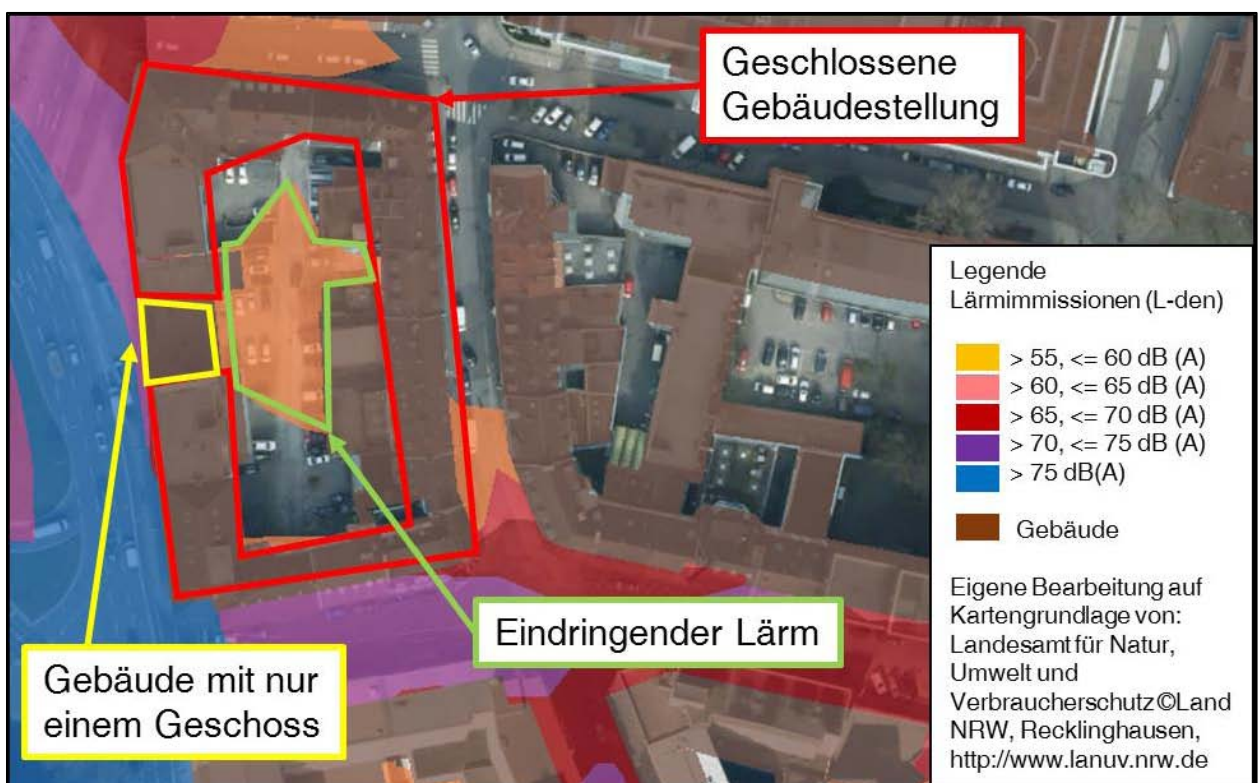 Geschlossene
Gebäudestellung
Legende
Lärmimmissionen (L-den)
> 55, <= 60 dB (A)
> 60, <= 65 dB (A)
> 65, <= 70 dB (A)
> 70, <= 75 dB (A)
> 75 dB(A)
Gebäude
Eigene Bearbeitung auf
Kartengrundlage von:
Landesamt für Natur,
Umwelt und
Verbraucherschutz ©Land
NRW, Recklinghausen,
http://www.lanuv.nrw.de
Eindringender Lärm
Gebäude mit nur
einem Geschoss